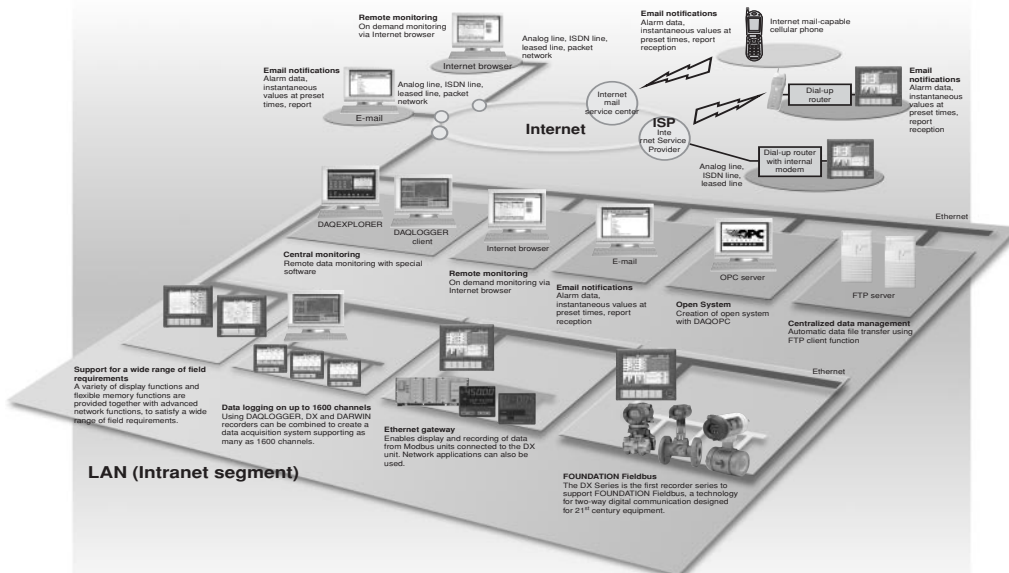 Remote monitoring
On demand monitoring
via Internet browser
Internet browser
Analog line, ISDN line,
leased line, packet
network
Email notifications
Alarm data,
instantaneous
values at preset
times, report
E-mail
Analog line, ISDN line,
leased line, packet
network
Email notifications
Alarm data,
instantaneous values at
preset times, report
reception
Internet mail-capable
cellular phone
Internet
mail
service center
Internet
ISP
Inte
rnet Service
Provider
Dial-up
router
Email
notifications
Alarm data,
instantaneous
values at
preset times,
report
reception
Analog line,
ISDN line,
leased line
Dial-up router
with internal
modem
Ethernet
DAQEXPLORER
DAQLOGGER
client
Central monitoring
Remote data monitoring with special
software
Internet browser
Remote monitoring
On demand monitoring via
Internet browser
E-mail
Email notifications
Alarm data,
instantaneous values at
preset times, report
reception
OPC
OPC server
Open System
Creation of open system
with DAQOPC
FTP server
Centralized data management
Automatic data file transfer using
FTP client function
Ethernet
Support for a wide range of field
requirements
A variety of display functions and
flexible memory functions are
provided together with advanced
network functions, to satisfy a wide
range of field requirements.
Data logging on up to 1600 channels
Using DAQLOGGER, DX and DARWIN
recorders can be combined to create a
data acquisition system supporting as
many as 1600 channels.
Ethernet gateway
Enables display and recording of data
from Modbus units connected to the DX
unit. Network applications can also be
used.
FOUNDATION Fieldbus
The DX Series is the first recorder series to
support FOUNDATION Fieldbus, a technology
for two-way digital communication designed
for 21st century equipment.
LAN (Intranet segment)